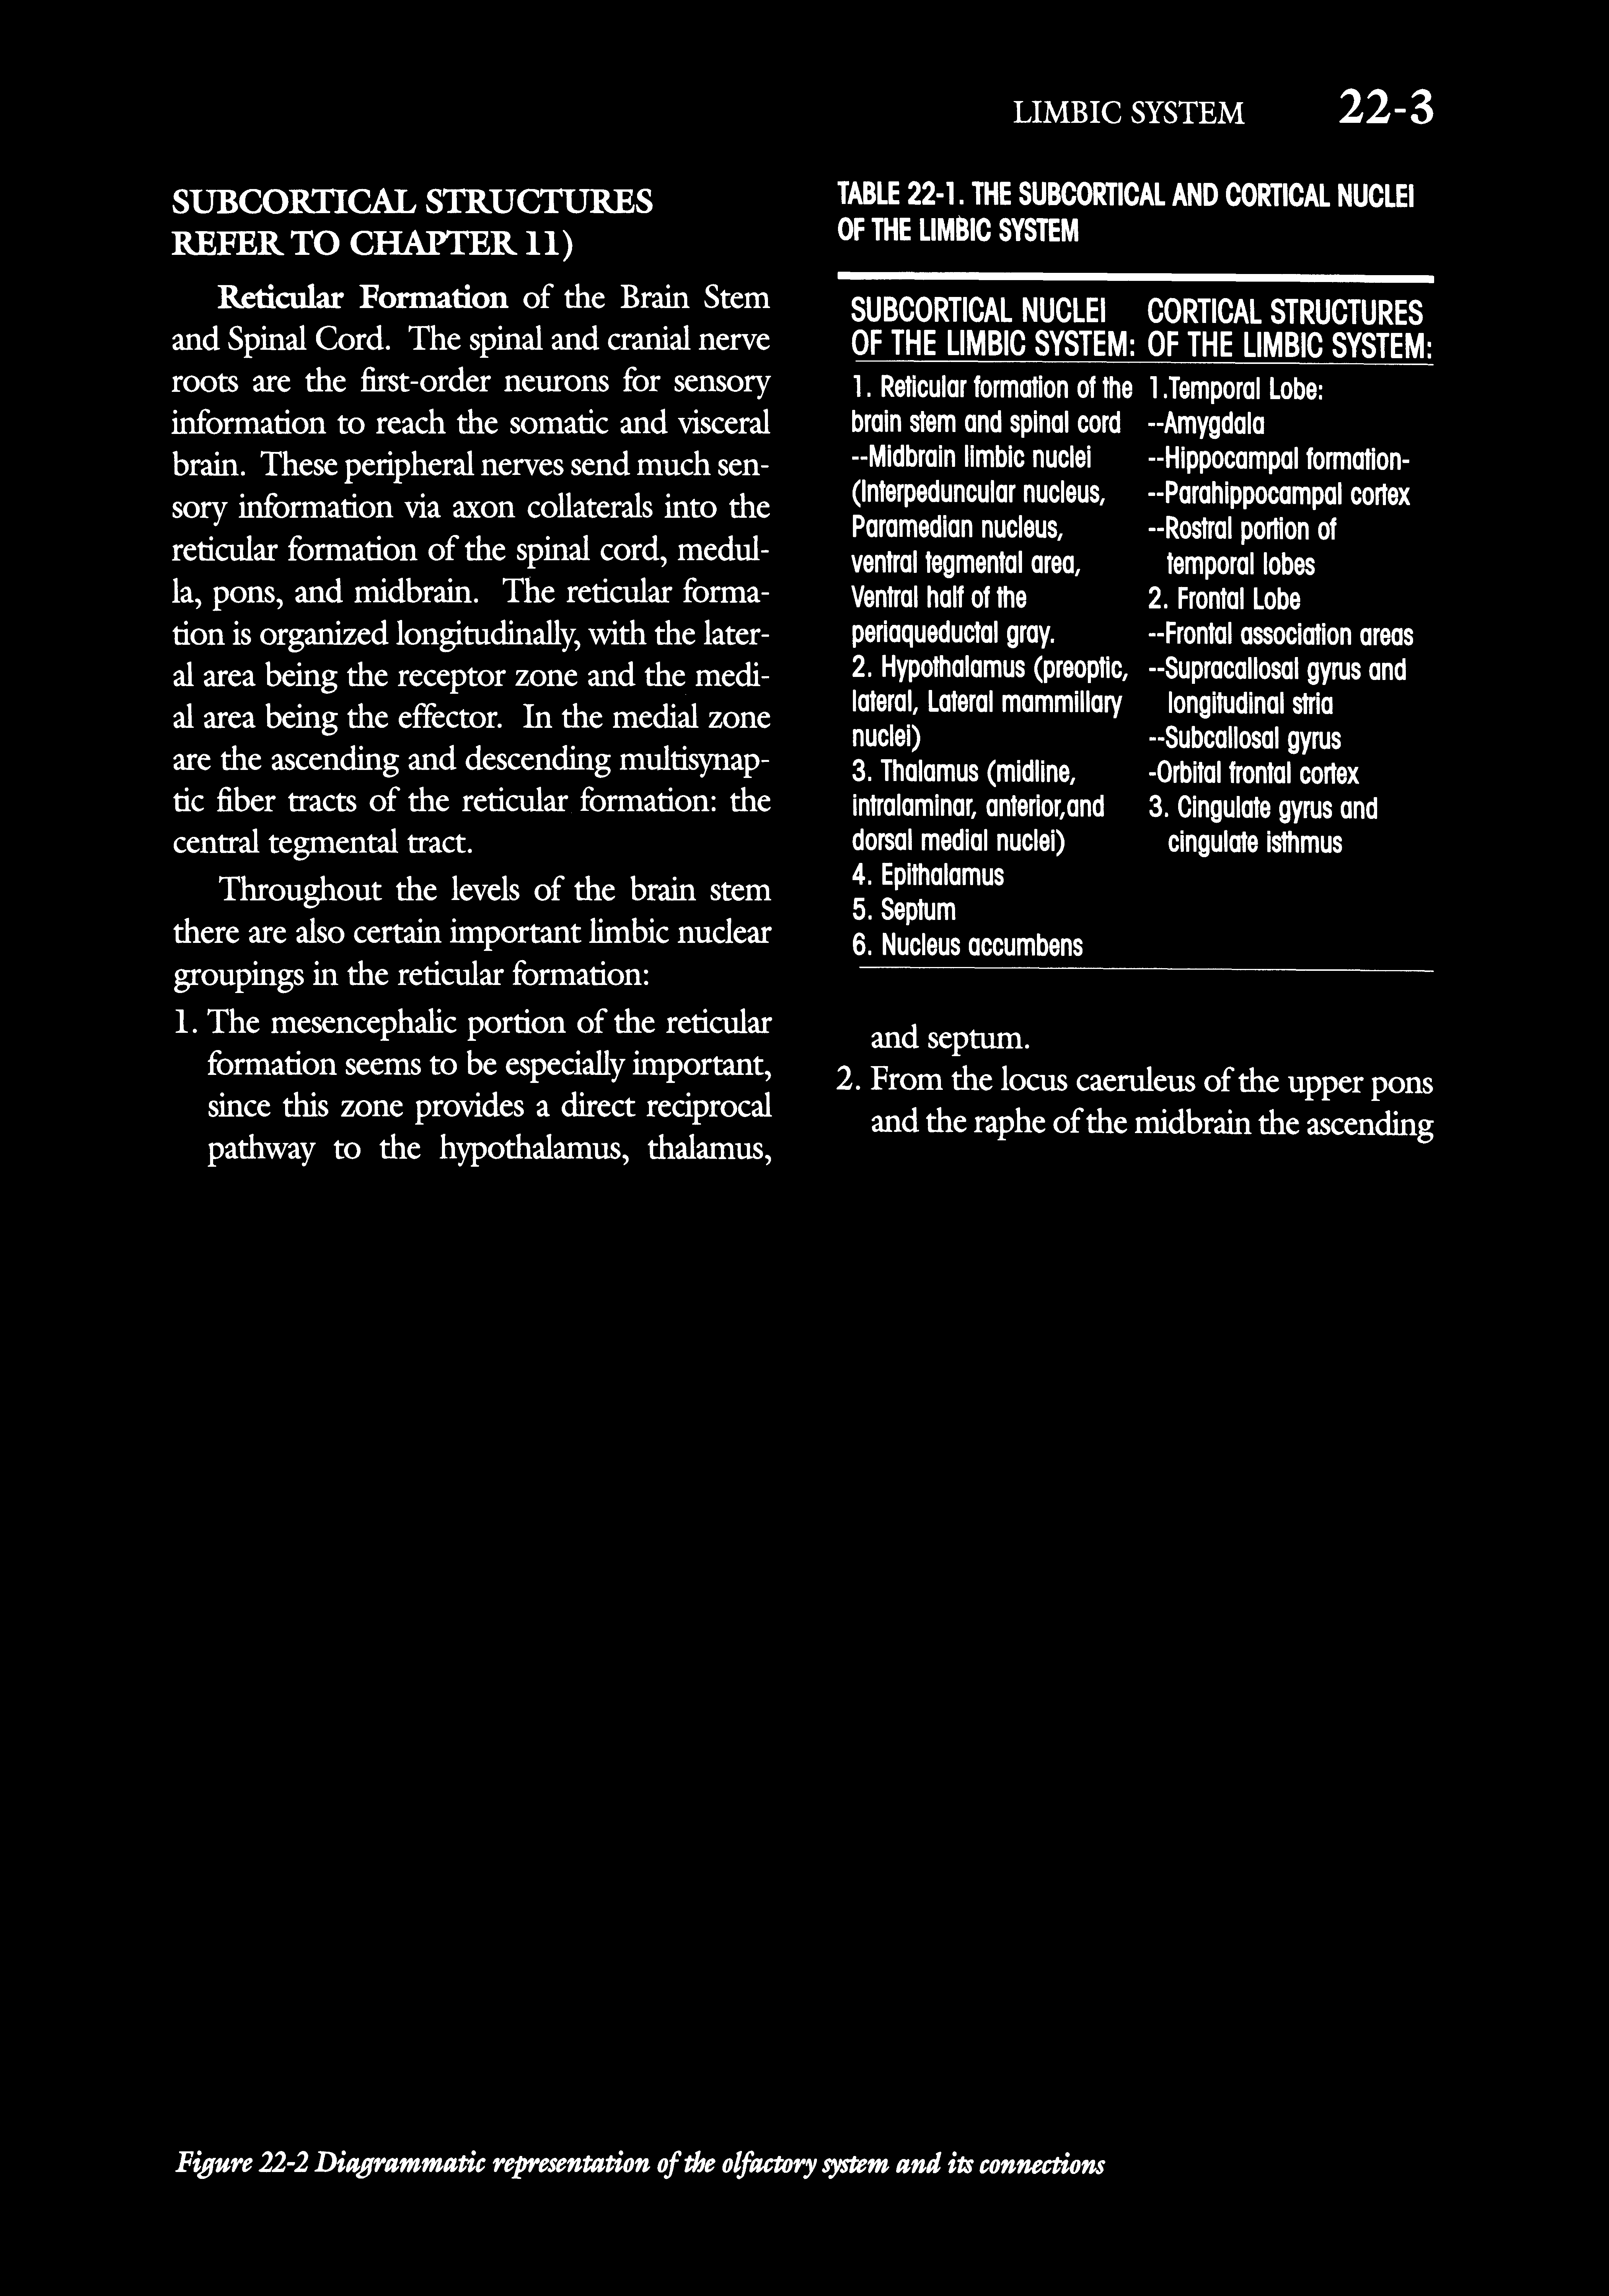 LIMBIC SYSTEM 22-3
SUBCORTICAL STRUCTURES
REFER TO CHAPTER 11)
Reticular Formation of the Brain Stem
and Spinal Cord. The spinal and cranial nerve
roots are the first-order neurons for sensory
information to reach the somatic and visceral
brain. These peripheral nerves send much sen-
sory information via axon collaterals into the
reticular formation of the spinal cord, medul-
la, pons, and midbrain. The reticular forma-
tion is organized longitudinally, with the later-
al area being the receptor zone and the medi-
al area being the effector. In the medial zone
are the ascending and descending multisynap-
tic fiber tracts of the reticular formation: the
central tegmental tract.
Throughout the levels of the brain stem
there are also certain important limbic nuclear
groupings in the reticular formation:
1. The mesencephalic portion of the reticular
formation seems to be especially important,
since this zone provides a direct reciprocal
pathway to the hypothalamus, thalamus,
TABLE 22-1. THE SUBCORTICAL AND CORTICAL NUCLEI
OF THE LIMBIC SYSTEM
SUBCORTICAL NUCLEI
OF THE LIMBIC SYSTEM:
1. Reticular formation of the
brain stem and spinal cord
--Midbrain limbic nuclei
(Interpeduncular nucleus,
Paramedian nucleus,
ventral tegmental area,
Ventral half of the
periaqueductal gray.
2. Hypothalamus (preoptic,
lateral, Lateral mammillary
nuclei)
3. Thalamus (midline,
intralaminar, anterior,and
dorsal medial nuclei)
4. Epithalamus
5. Septum
6. Nucleus accumbens
CORTICAL STRUCTURES
OF THE LIMBIC SYSTEM:
1.Temporal Lobe:
--Amygdala
--Hippocampal formation-
--Parahippocampal cortex
--Rostral portion of
temporal lobes
2. Frontal Lobe
--Frontal association areas
--Supracallosal gyrus and
longitudinal stria
--Subcallosal gyrus
-Orbital frontal cortex
3. Cingulate gyrus and
cingulate isthmus
and septum.
2. From the locus caeruleus of the upper pons
and the raphe of the midbrain the ascending
Figure 22-2 Diagrammatic representation of the olfactory system and its connections